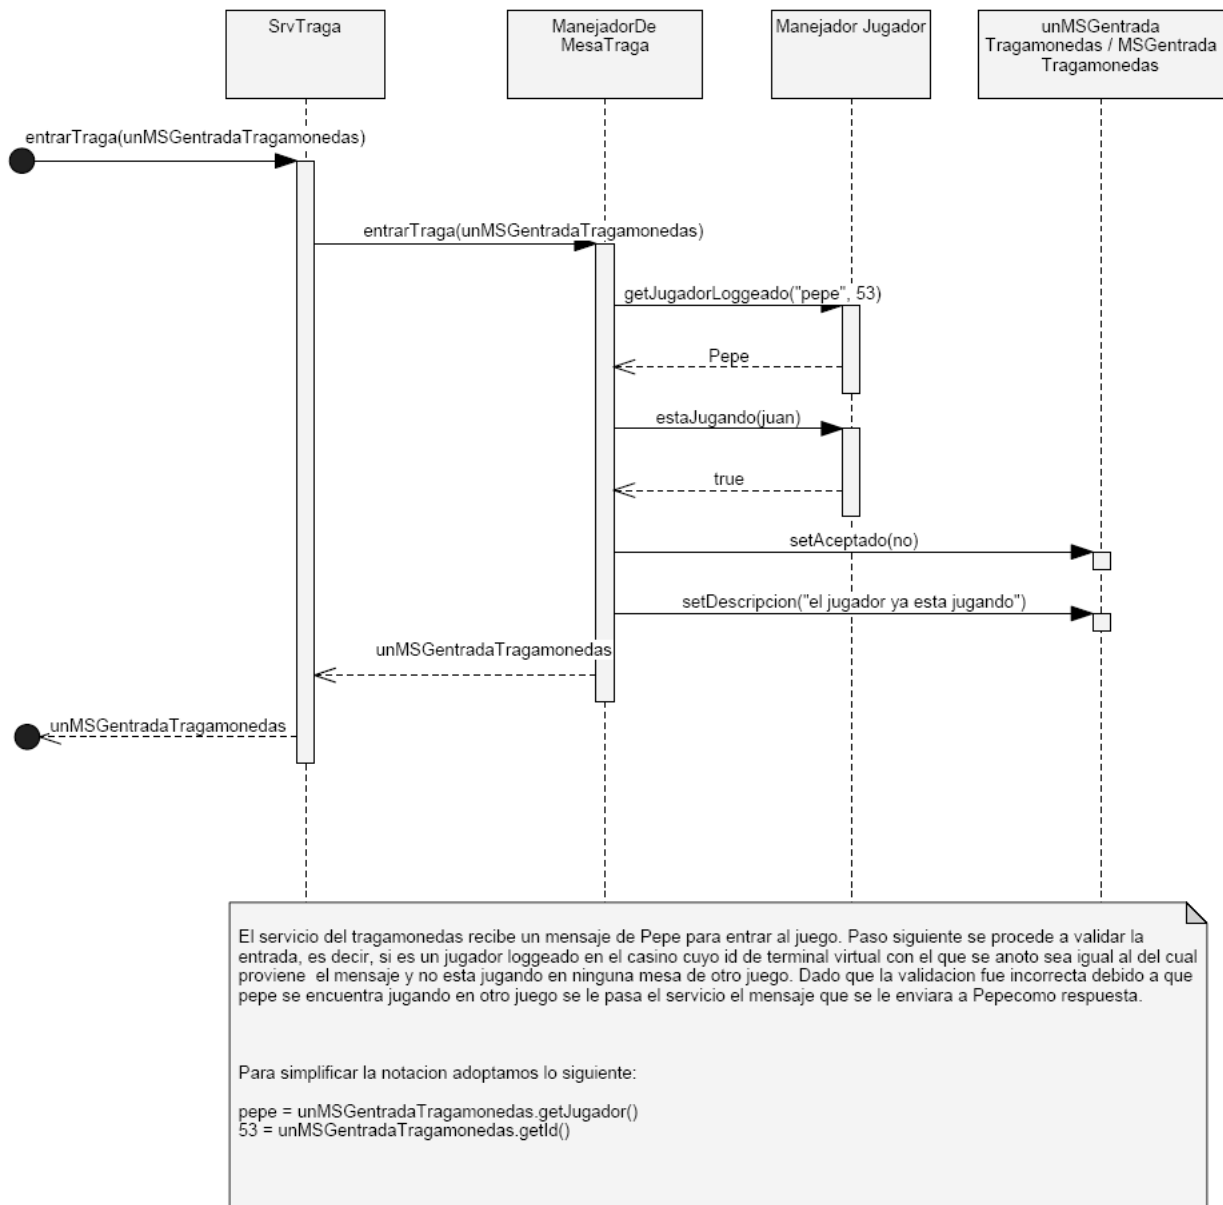 SrvTraga
ManejadorDe
MesaTraga
Manejador Jugador
unMSGentrada
Tragamonedas / MSGentrada
Tragamonedas
entrarTraga(unMSGentradaTragamonedas)
entrarTraga(unMSGentradaTragamonedas)
getJugadorLoggeado("pepe", 53)
Pepe
estaJugando(juan)
true
setAceptado(no)
setDescripcion("el jugador ya esta jugando")
unMSGentradaTragamonedas
unMSGentradaTragamonedas
El servicio del tragamonedas recibe un mensaje de Pepe para entrar al juego. Paso siguiente se procede a validar la
entrada, es decir, si es un jugador loggeado en el casino cuyo id de terminal virtual con el que se anoto sea igual al del cual
proviene  el mensaje y no esta jugando en ninguna mesa de otro juego. Dado que la validacion fue incorrecta debido a que
pepe se encuentra jugando en otro juego se le pasa el servicio el mensaje que se le enviara a Pepecomo respuesta.
Para simplificar la notacion adoptamos lo siguiente:
pepe = unMSGentradaTragamonedas.getJugador()
53 = unMSGentradaTragamonedas.getId()